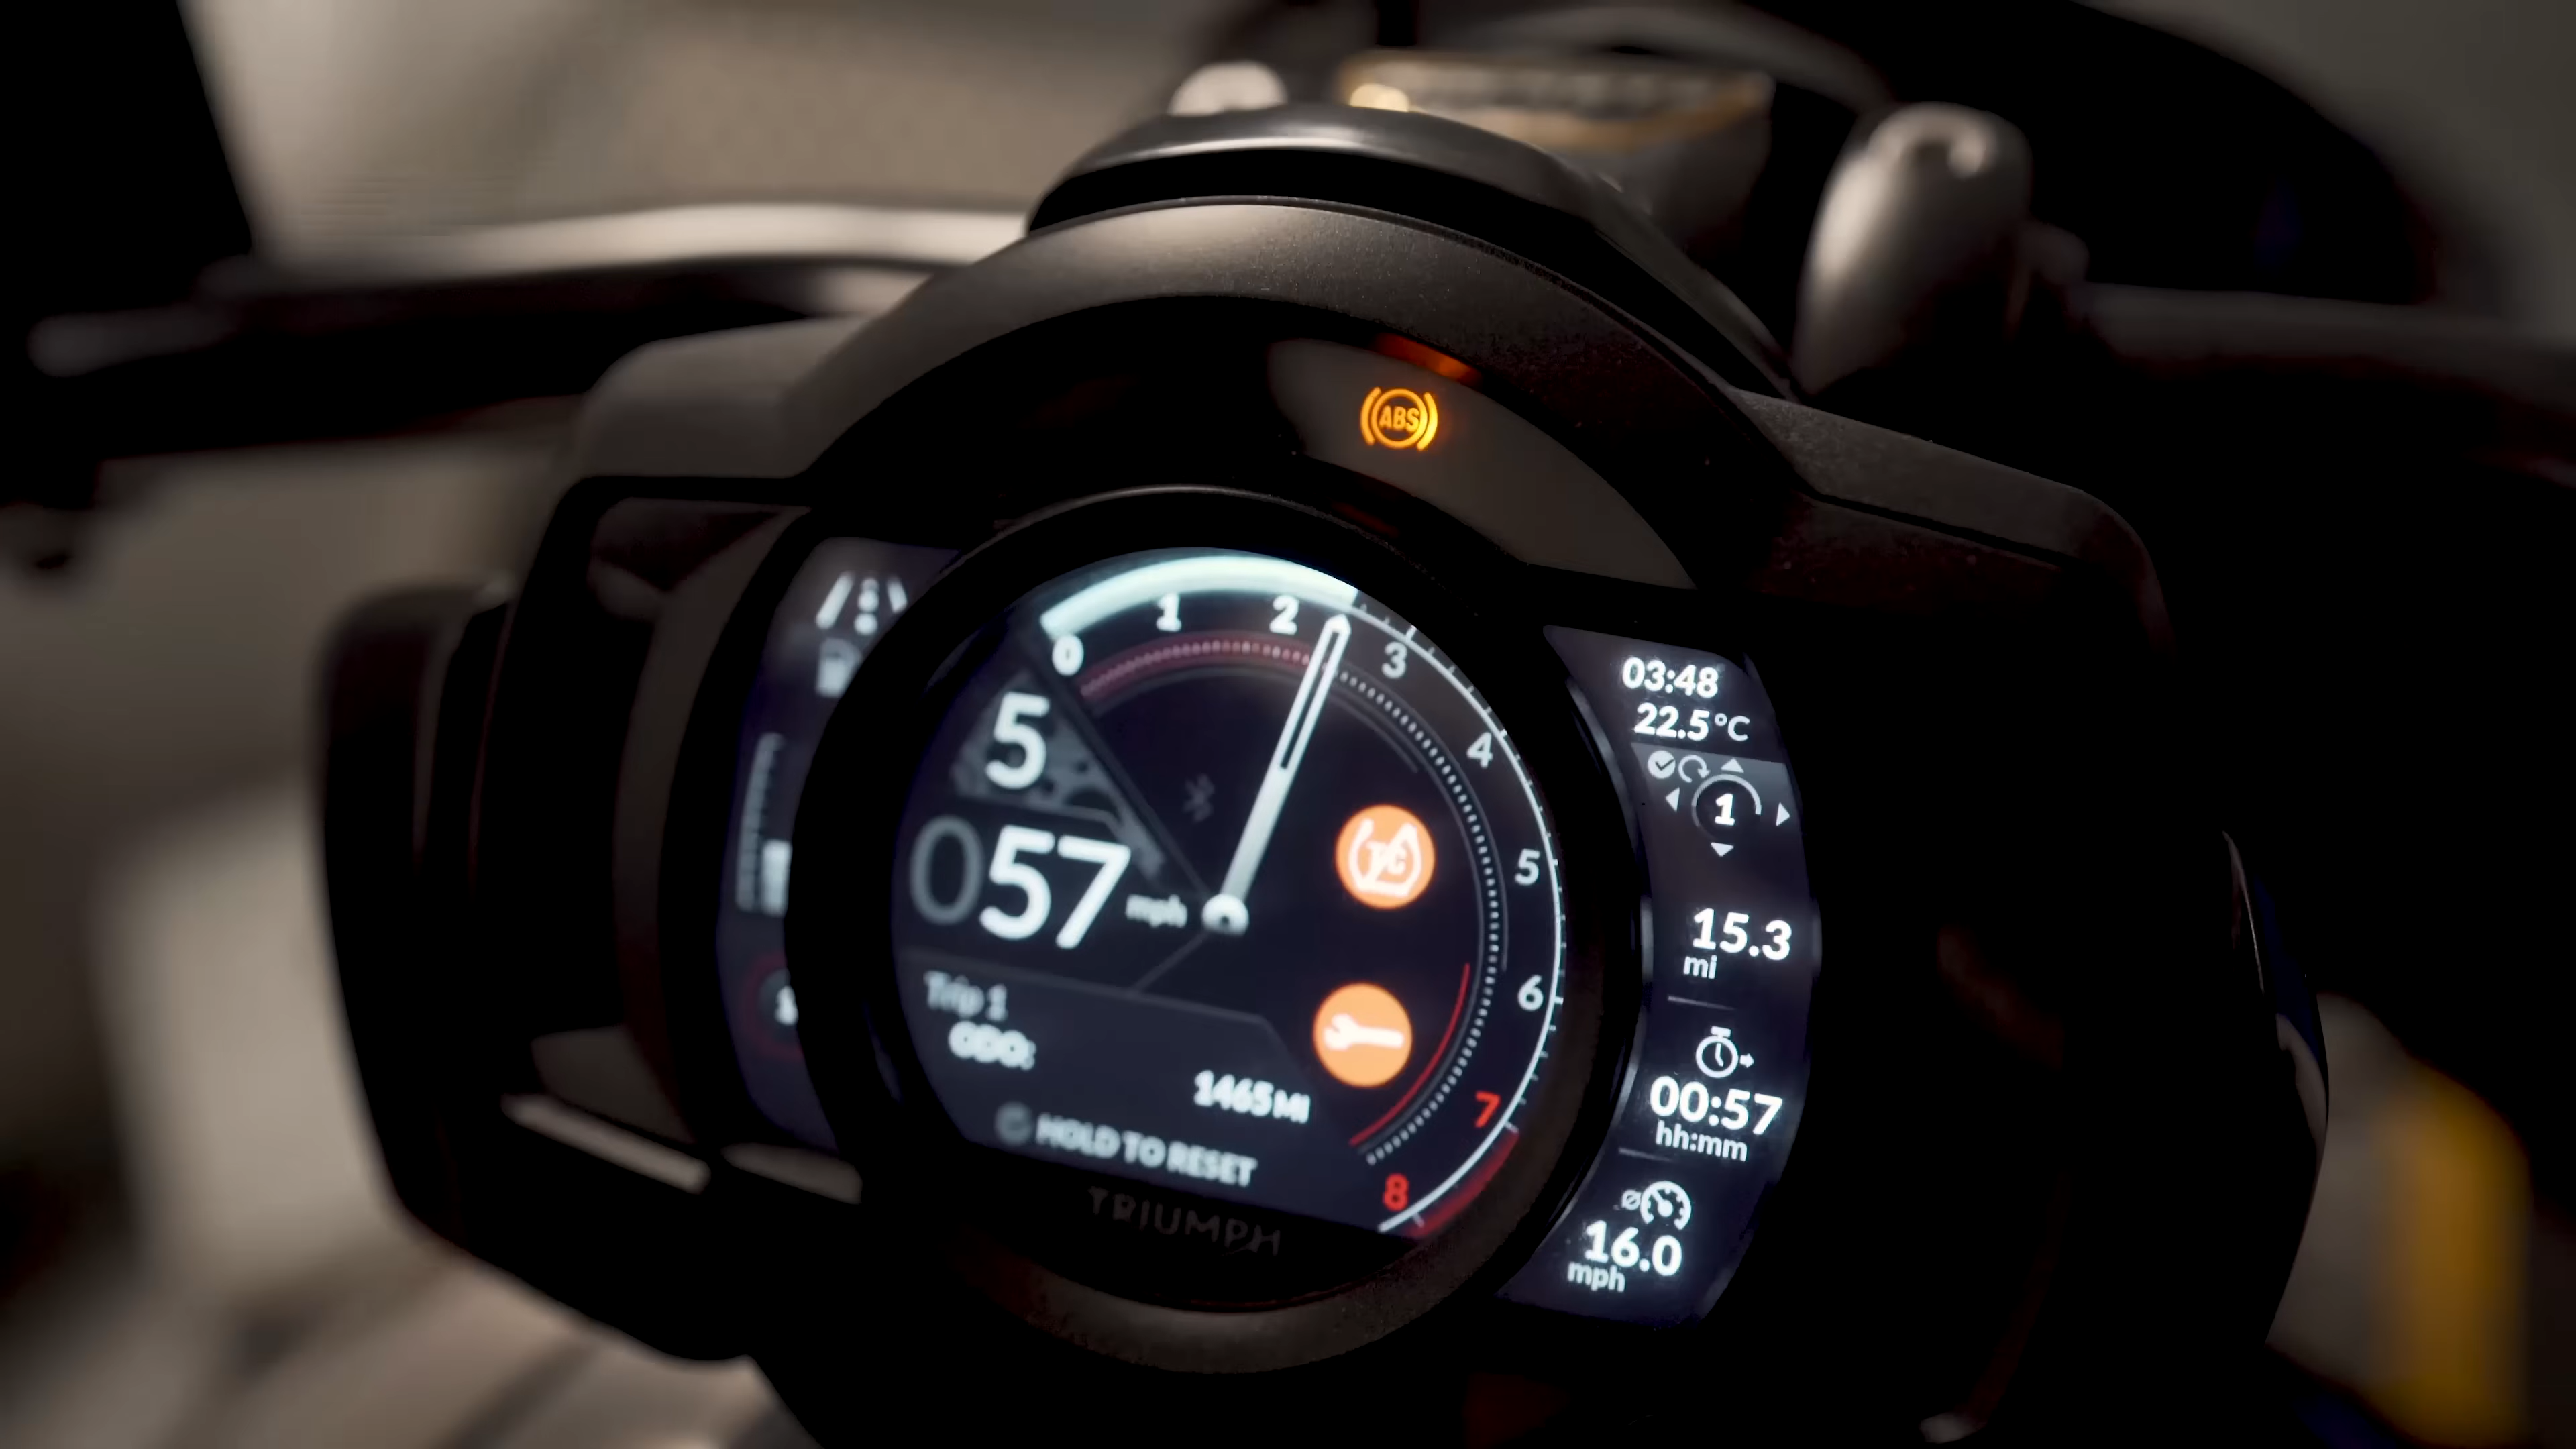 ABS
0
1
2
3
4
5
6
7
8
5
057 mph
TC
Trip 1
ODO:
1465 MI
HOLD TO RESET
TRIUMPH
03:48
22.5°C
1
15.3
mi
00:57
hh:mm
Ø
16.0
mph